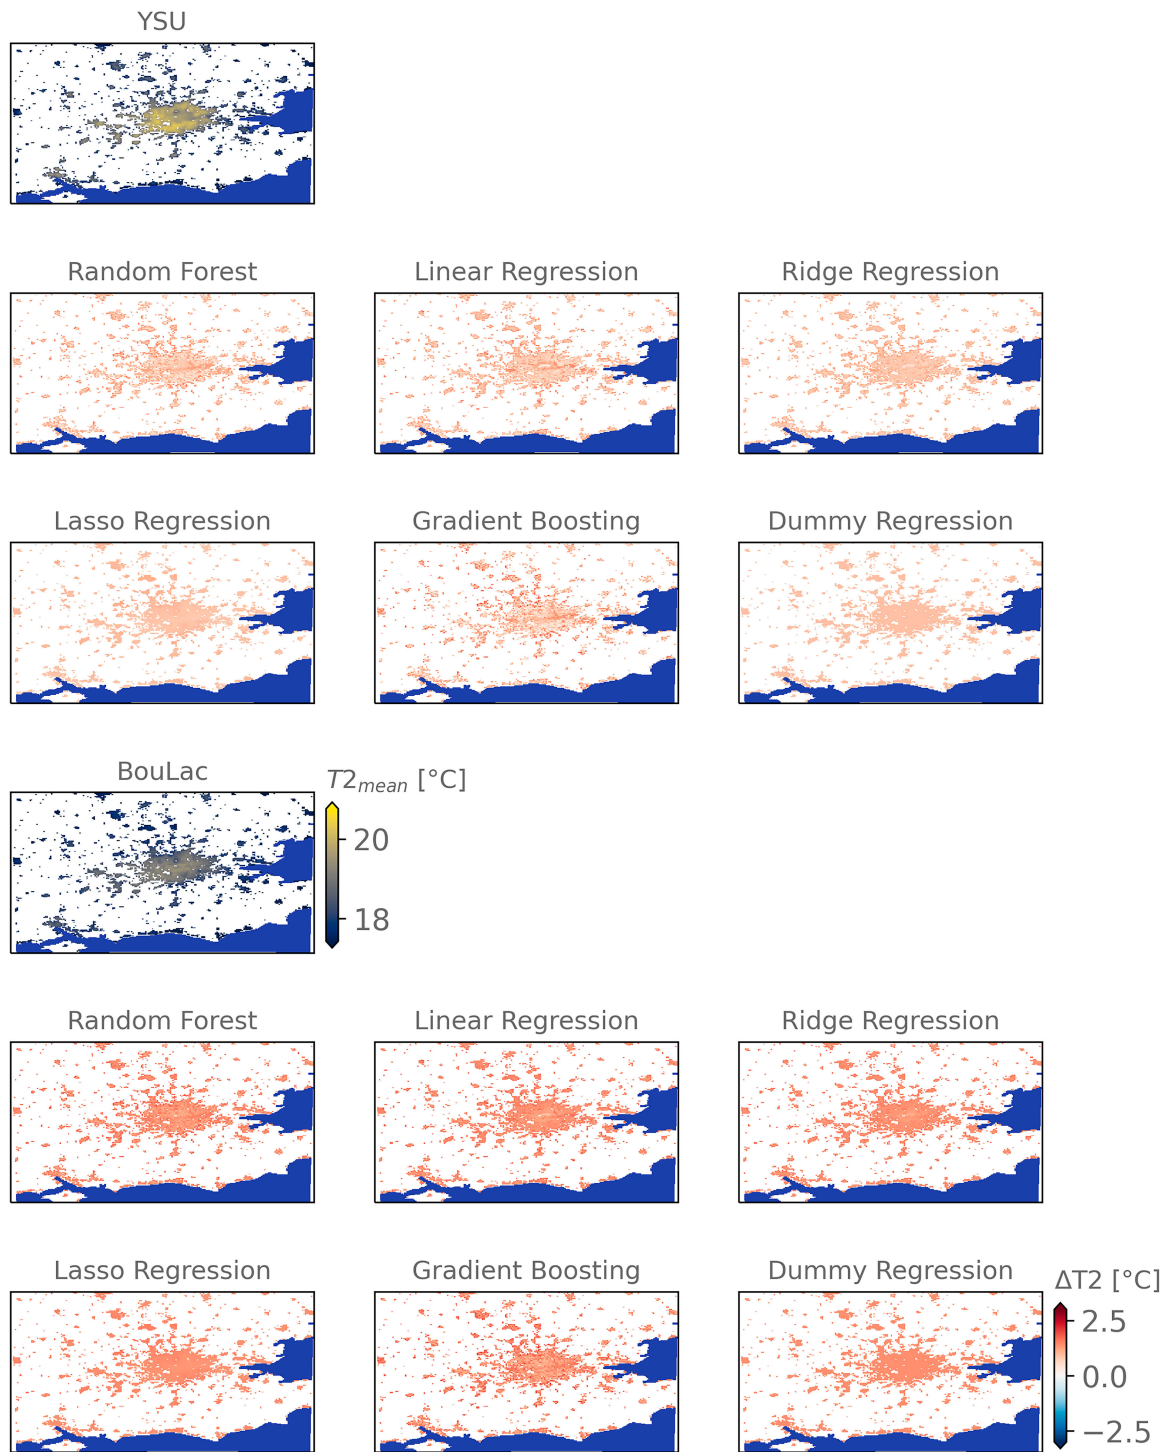 YSU
Random Forest
Linear Regression
Ridge Regression
Lasso Regression
Gradient Boosting
Dummy Regression
BouLac
T2mean [°C]
20
18
Random Forest
Linear Regression
Ridge Regression
Lasso Regression
Gradient Boosting
Dummy Regression
ΔT2 [°C]
2.5
0.0
−2.5